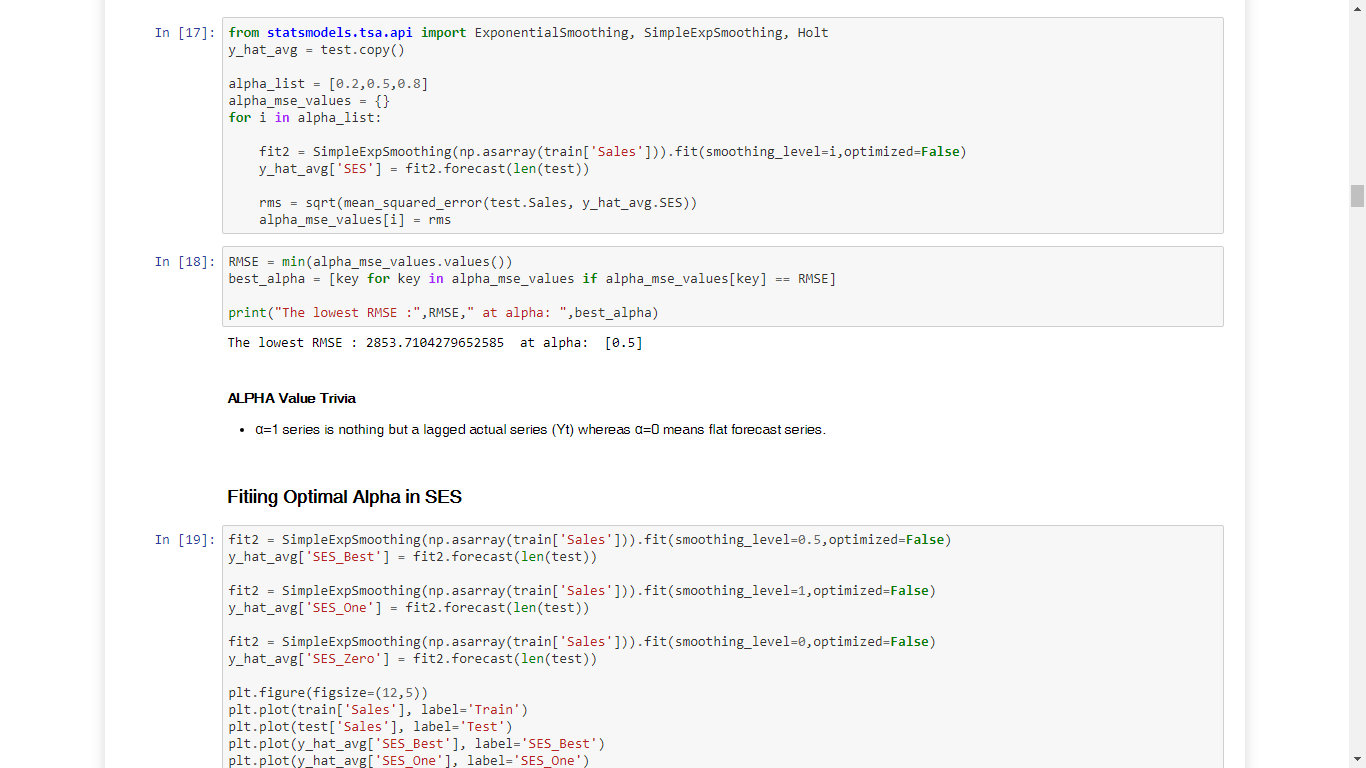 In [17]: from statsmodels.tsa.api import ExponentialSmoothing, SimpleExpSmoothing, Holt
y_hat_avg = test.copy()
alpha_list = [0.2,0.5,0.8]
alpha_mse_values = {}
for i in alpha_list:
fit2 = SimpleExpSmoothing(np.asarray(train['Sales'])).fit(smoothing_level=i,optimized=False)
y_hat_avg['SES'] = fit2.forecast(len(test))
rms = sqrt(mean_squared_error(test.Sales, y_hat_avg.SES))
alpha_mse_values[i] = rms
In [18]: RMSE = min(alpha_mse_values.values())
best_alpha = [key for key in alpha_mse_values if alpha_mse_values[key] == RMSE]
print("The lowest RMSE :",RMSE," at alpha: ",best_alpha)
The lowest RMSE : 2853.7104279652585  at alpha:  [0.5]
ALPHA Value Trivia
• α=1 series is nothing but a lagged actual series (Yt) whereas α=0 means flat forecast series.
Fitiing Optimal Alpha in SES
In [19]: fit2 = SimpleExpSmoothing(np.asarray(train['Sales'])).fit(smoothing_level=0.5,optimized=False)
y_hat_avg['SES_Best'] = fit2.forecast(len(test))
fit2 = SimpleExpSmoothing(np.asarray(train['Sales'])).fit(smoothing_level=1,optimized=False)
y_hat_avg['SES_One'] = fit2.forecast(len(test))
fit2 = SimpleExpSmoothing(np.asarray(train['Sales'])).fit(smoothing_level=0,optimized=False)
y_hat_avg['SES_Zero'] = fit2.forecast(len(test))
plt.figure(figsize=(12,5))
plt.plot(train['Sales'], label='Train')
plt.plot(test['Sales'], label='Test')
plt.plot(y_hat_avg['SES_Best'], label='SES_Best')
plt.plot(y_hat_avg['SES_One'], label='SES_One')